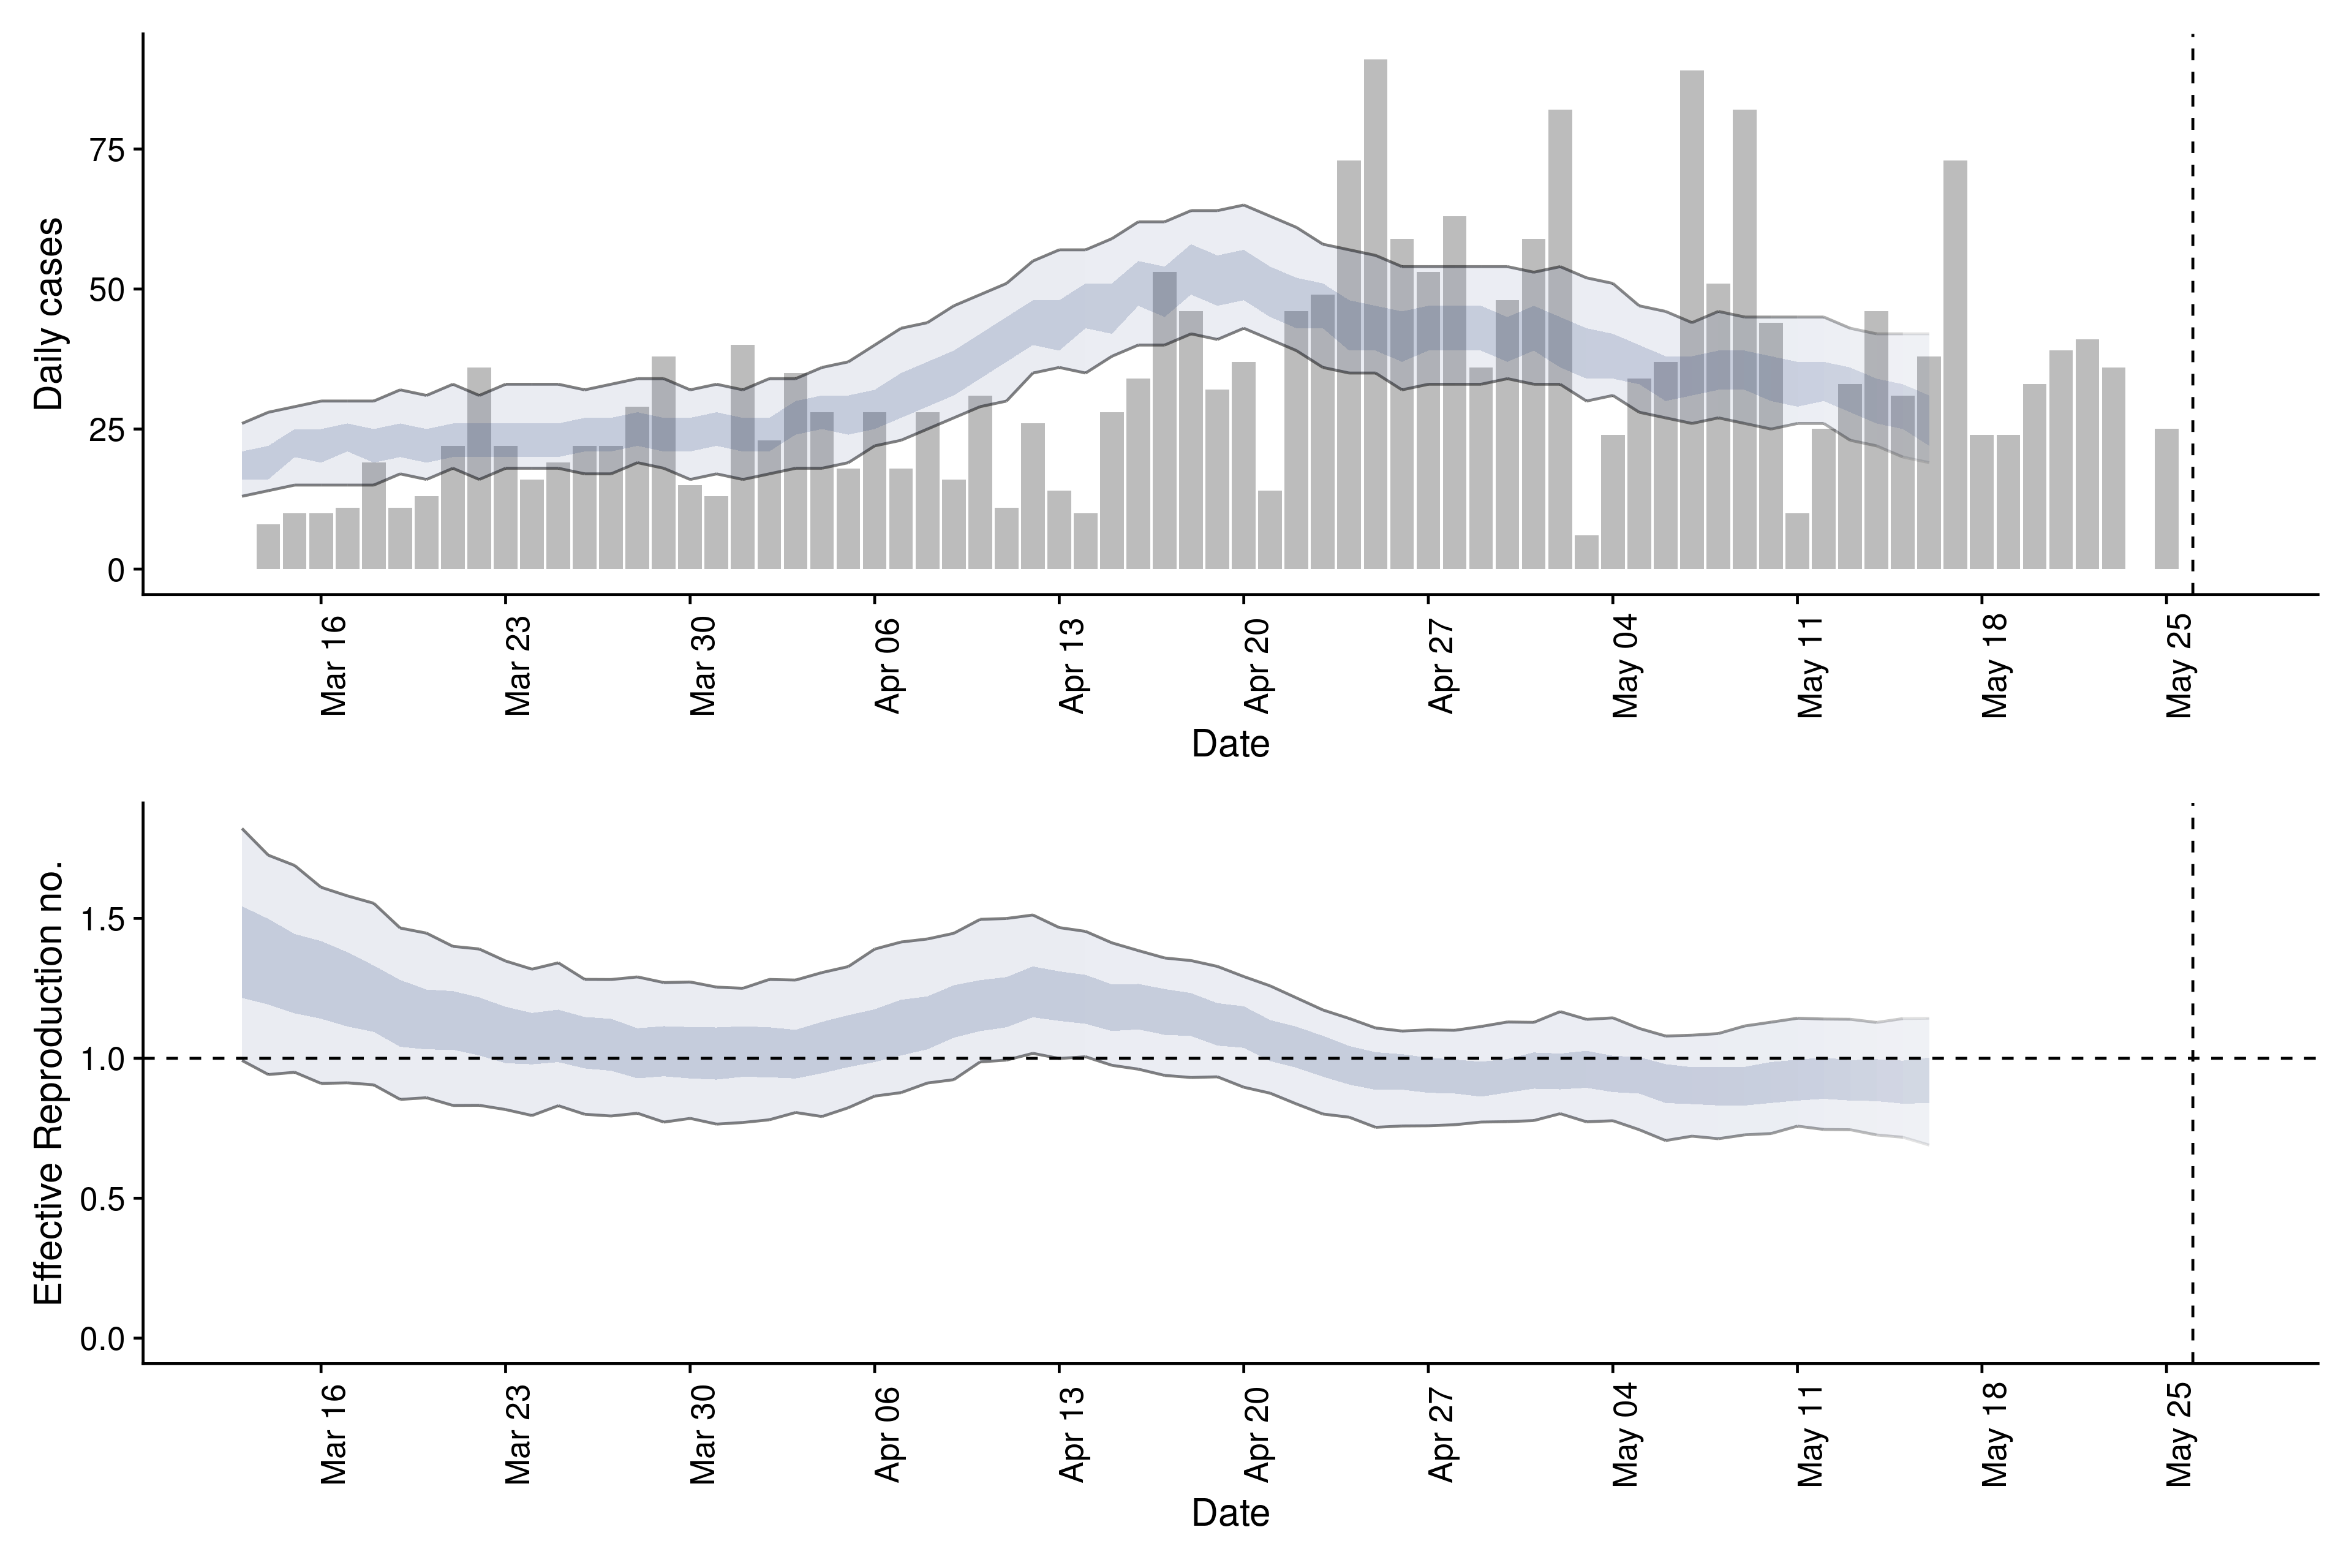 Daily cases
75
50
25
0
Mar 16
Mar 23
Mar 30
Apr 06
Apr 13
Apr 20
Apr 27
May 04
May 11
May 18
May 25
Date
Effective Reproduction no.
1.5
1.0
0.5
0.0
Mar 16
Mar 23
Mar 30
Apr 06
Apr 13
Apr 20
Apr 27
May 04
May 11
May 18
May 25
Date